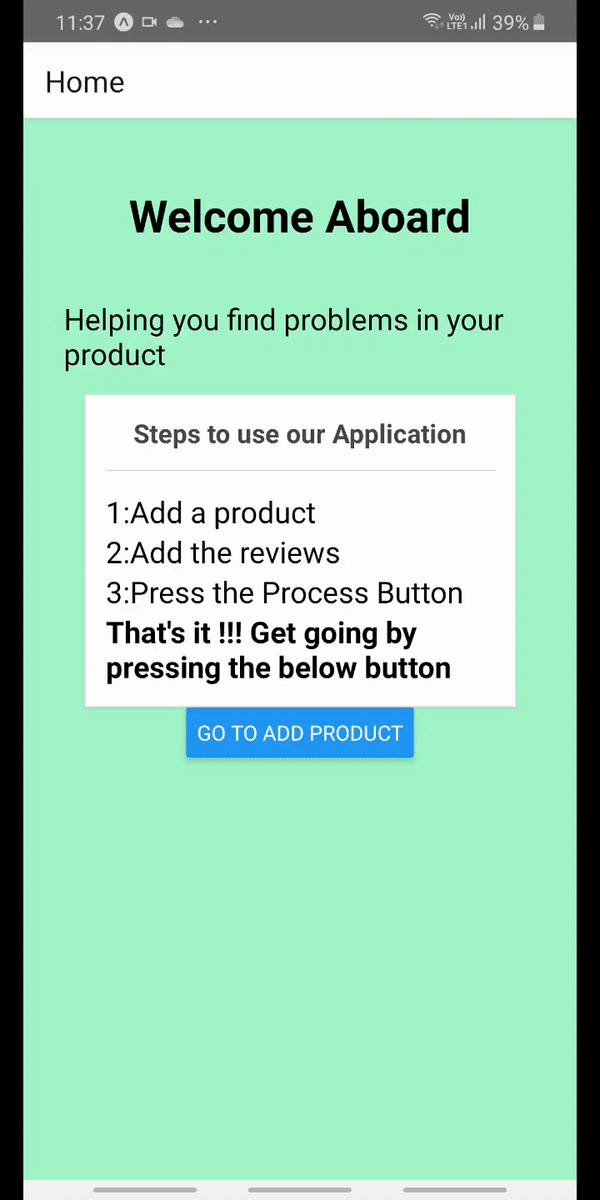 11:37 Vo)) LTE1 39%
Home
Welcome Aboard
Helping you find problems in your
product
Steps to use our Application
1:Add a product
2:Add the reviews
3:Press the Process Button
That's it !!! Get going by
pressing the below button
GO TO ADD PRODUCT